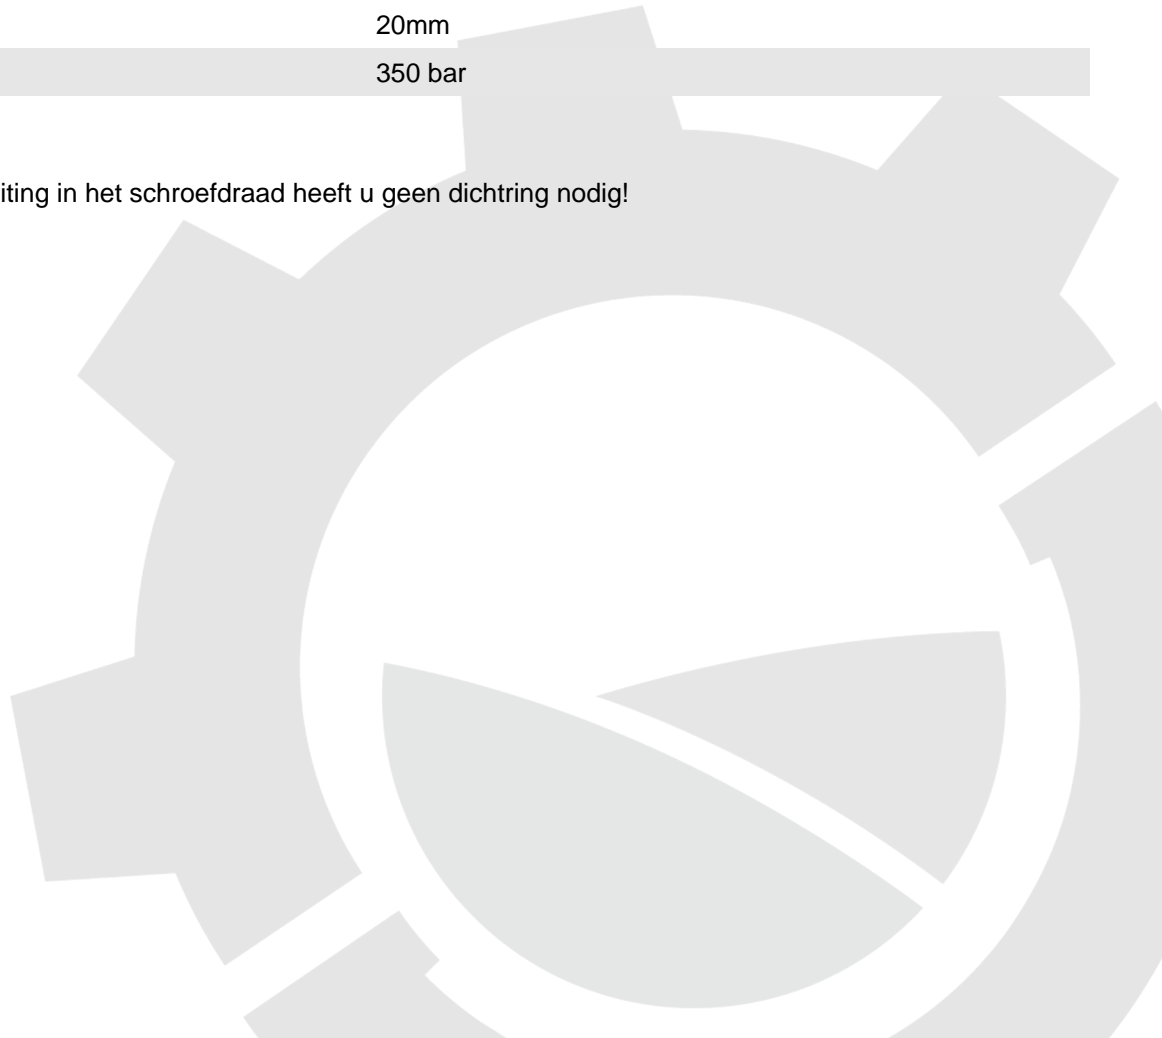 20mm
350 bar
iting in het schroefdraad heeft u geen dichtring nodig!